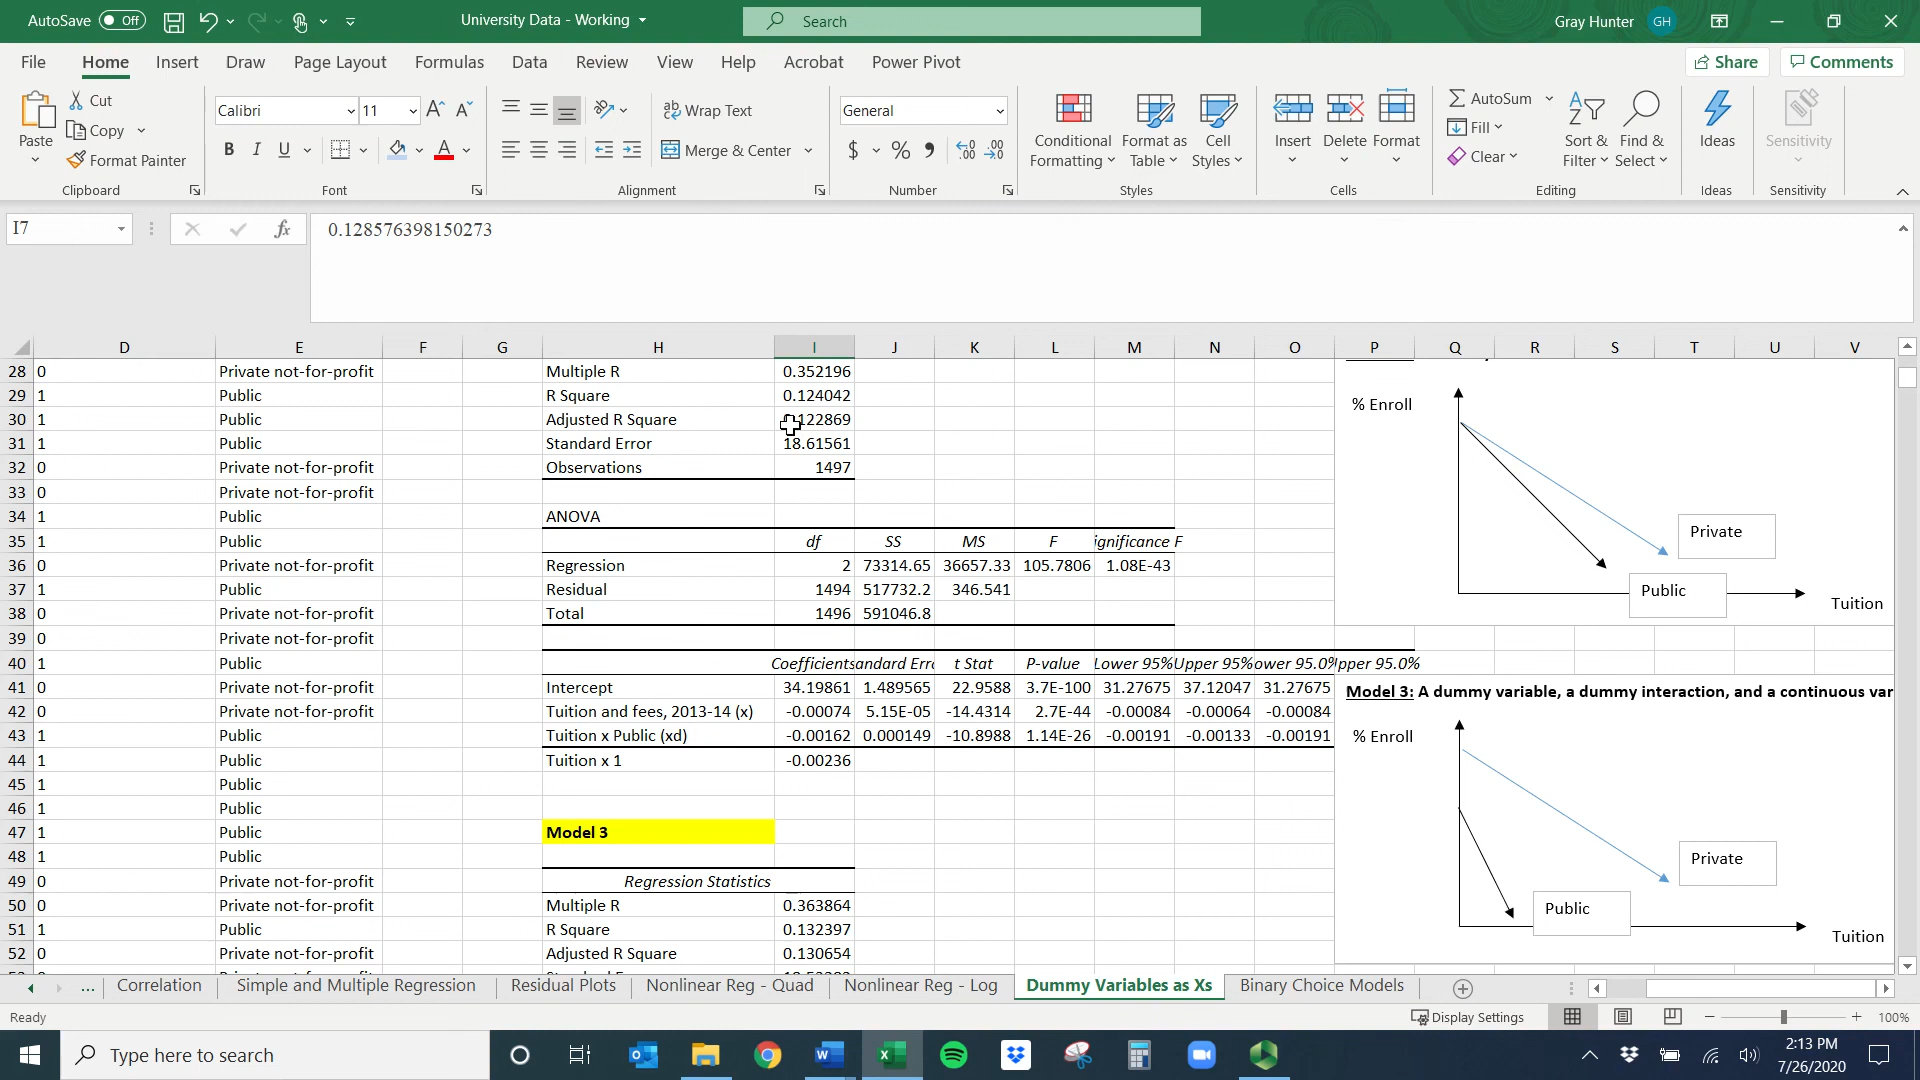 AutoSave Off University Data - Working Search Gray Hunter GH
File Home Insert Draw Page Layout Formulas Data Review View Help Acrobat Power Pivot Share Comments
Paste Cut Copy Format Painter Clipboard
Calibri 11 B I U A Font
ab Wrap Text Merge & Center Alignment
General $ % Number
Conditional Formatting Format as Table Cell Styles Styles
Insert Delete Format Cells
AutoSum Fill Clear Sort & Filter Find & Select Editing
Ideas Ideas
Sensitivity Sensitivity
I7 fx 0.128576398150273
D E F G H I J K L M N O P Q R S T U V
28 0 Private not-for-profit Multiple R 0.352196
29 1 Public R Square 0.124042
30 1 Public Adjusted R Square 122869
31 1 Public Standard Error 18.61561
32 0 Private not-for-profit Observations 1497
33 0 Private not-for-profit
34 1 Public ANOVA
35 1 Public df SS MS F ignificance F
36 0 Private not-for-profit Regression 2 73314.65 36657.33 105.7806 1.08E-43
37 1 Public Residual 1494 517732.2 346.541
38 0 Private not-for-profit Total 1496 591046.8
39 0 Private not-for-profit
40 1 Public Coefficients andard Erro t Stat P-value Lower 95% Upper 95% ower 95.0% pper 95.0%
41 0 Private not-for-profit Intercept 34.19861 1.489565 22.9588 3.7E-100 31.27675 37.12047 31.27675
42 0 Private not-for-profit Tuition and fees, 2013-14 (x) -0.00074 5.15E-05 -14.4314 2.7E-44 -0.00084 -0.00064 -0.00084
43 1 Public Tuition x Public (xd) -0.00162 0.000149 -10.8988 1.14E-26 -0.00191 -0.00133 -0.00191
44 1 Public Tuition x 1 -0.00236
45 1 Public
46 1 Public
47 1 Public Model 3
48 1 Public
49 0 Private not-for-profit Regression Statistics
50 0 Private not-for-profit Multiple R 0.363864
51 1 Public R Square 0.132397
52 0 Private not-for-profit Adjusted R Square 0.130654
% Enroll
Private
Public
Tuition
Model 3: A dummy variable, a dummy interaction, and a continuous var
% Enroll
Private
Public
Tuition
... Correlation Simple and Multiple Regression Residual Plots Nonlinear Reg - Quad Nonlinear Reg - Log Dummy Variables as Xs Binary Choice Models
Ready Display Settings 100%
Type here to search 2:13 PM
7/26/2020